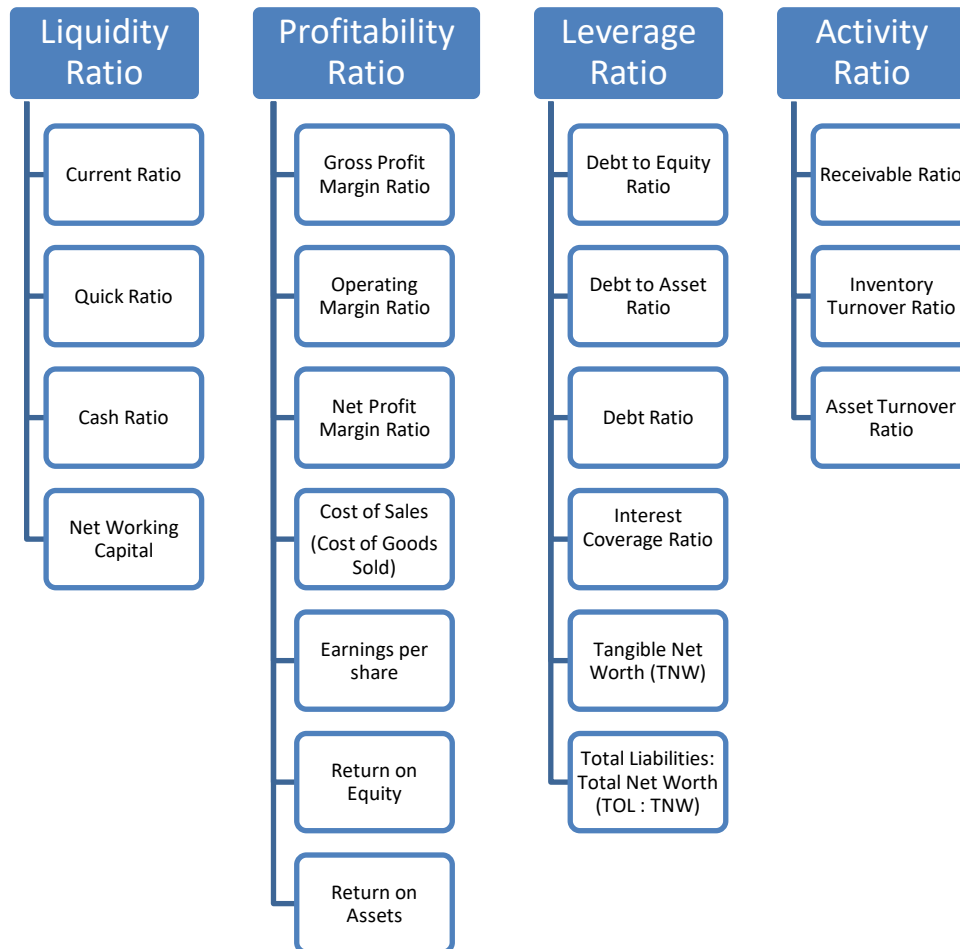 Liquidity
Ratio
Current Ratio
Quick Ratio
Cash Ratio
Net Working
Capital
Profitability
Ratio
Gross Profit
Margin Ratio
Operating
Margin Ratio
Net Profit
Margin Ratio
Cost of Sales
(Cost of Goods
Sold)
Earnings per
share
Return on
Equity
Return on
Assets
Leverage
Ratio
Debt to Equity
Ratio
Debt to Asset
Ratio
Debt Ratio
Interest
Coverage Ratio
Tangible Net
Worth (TNW)
Total Liabilities:
Total Net Worth
(TOL : TNW)
Activity
Ratio
Receivable Ratio
Inventory
Turnover Ratio
Asset Turnover
Ratio